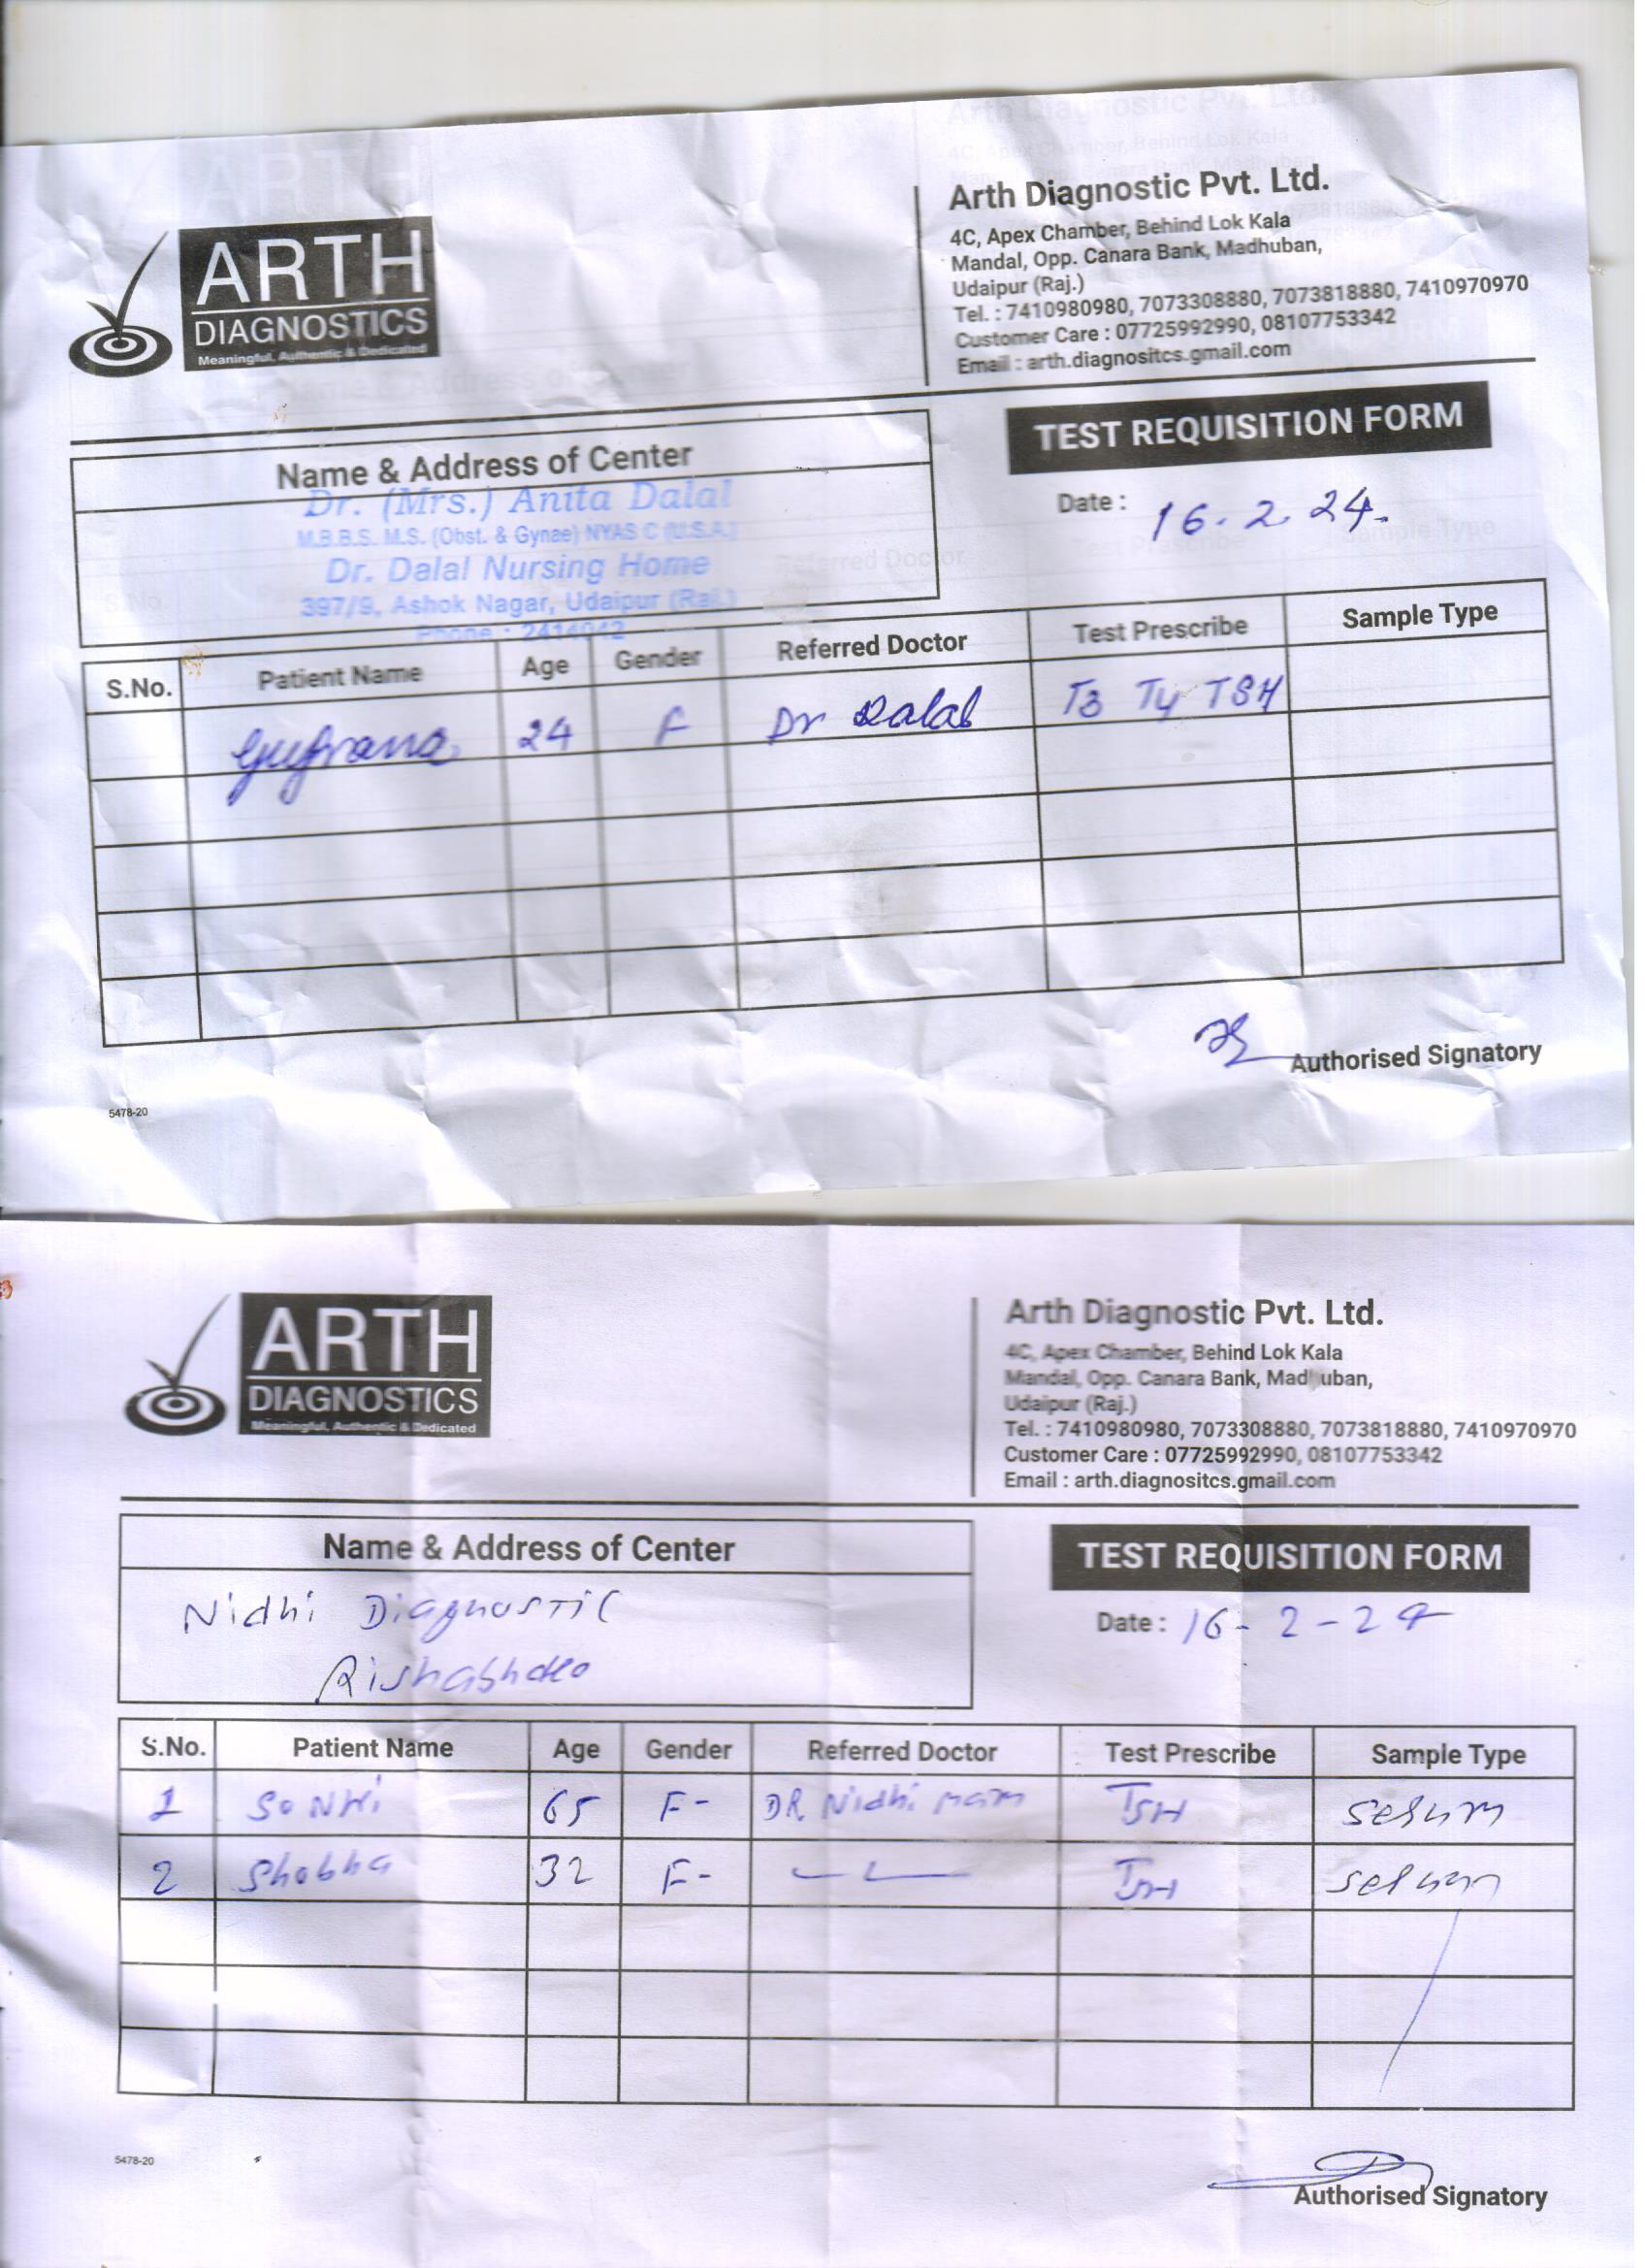 ARTH
DIAGNOSTICS
Meaningful, Authentic & Dedicated
Arth Diagnostic Pvt. Ltd.
4C, Apex Chamber, Behind Lok Kala
Mandal, Opp. Canara Bank, Madhuban,
Udaipur (Raj.)
Tel. : 7410980980, 7073308880, 7073818880, 7410970970
Customer Care : 07725992990, 08107753342
Email : arth.diagnositcs.gmail.com
Name & Address of Center
Dr. (Mrs.) Anita Dalal
M.B.B.S. M.S. (Obst. & Gynae) NYAS C (U.S.A.)
Dr. Dalal Nursing Home
397/9, Ashok Nagar, Udaipur (Raj.)
Phone : 2414042
TEST REQUISITION FORM
Date : 16.2.24.
S.No. Patient Name Age Gender Referred Doctor Test Prescribe Sample Type
Gufrana 24 F Dr Dalal T3 T4 TSH
Authorised Signatory
5478-20
ARTH
DIAGNOSTICS
Meaningful, Authentic & Dedicated
Arth Diagnostic Pvt. Ltd.
4C, Apex Chamber, Behind Lok Kala
Mandal, Opp. Canara Bank, Madhuban,
Udaipur (Raj.)
Tel. : 7410980980, 7073308880, 7073818880, 7410970970
Customer Care : 07725992990, 08107753342
Email : arth.diagnositcs.gmail.com
Name & Address of Center
Nidhi Diagnostic
Rishabhdeo
TEST REQUISITION FORM
Date : 16-2-24
S.No. Patient Name Age Gender Referred Doctor Test Prescribe Sample Type
1 65 F- DR Nidhi mam TSH serum
2 Shobha 32 F- TSH serum
5478-20
Authorised Signatory